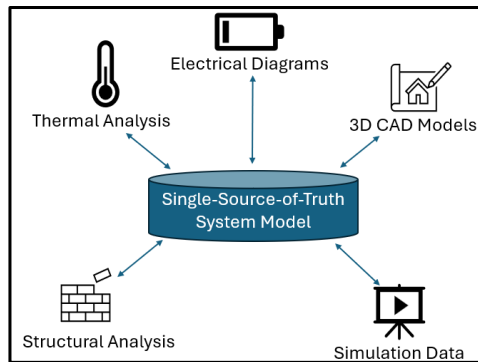 Electrical Diagrams
Thermal Analysis
3D CAD Models
Single-Source-of-Truth
System Model
Structural Analysis
Simulation Data